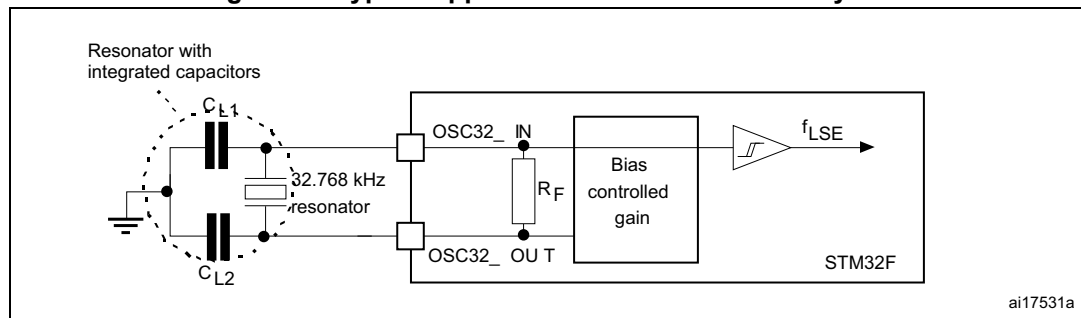 Resonator with
integrated capacitors
CL1
OSC32_ IN
fLSE
32.768 kHz
resonator
RF
Bias
controlled
gain
OSC32_ OU T
CL2
STM32F
ai17531a